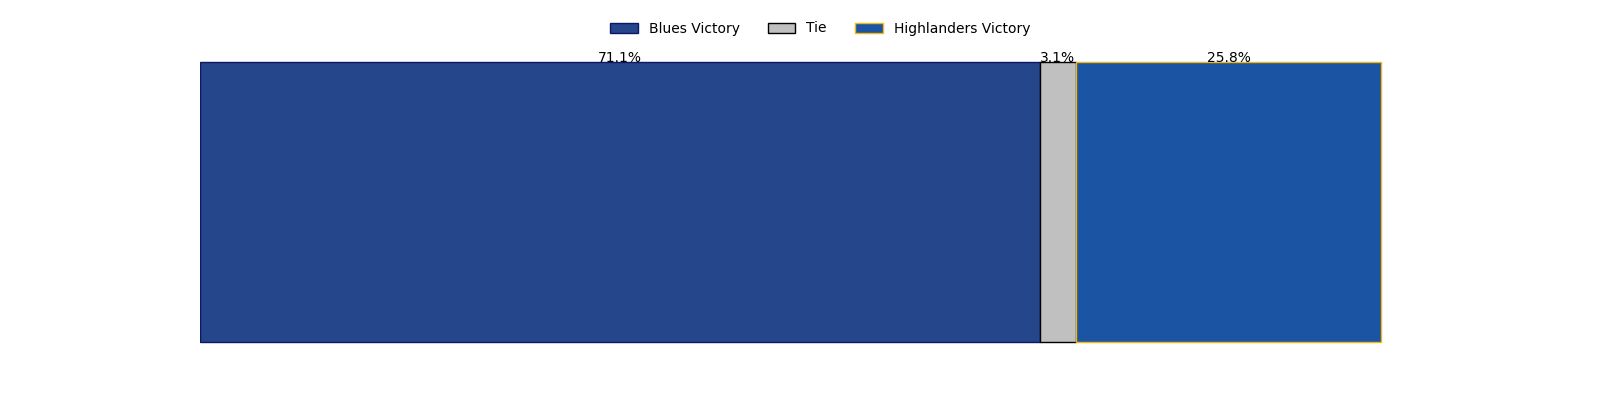 Blues Victory Tie Highlanders Victory
71.1% 3.1% 25.8%